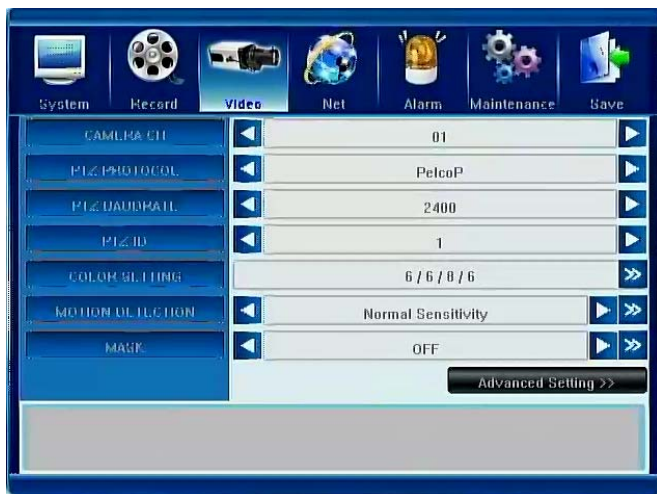 System Record Video Net Alarm Maintenance Save
CAMERA CH 01
PTZ PROTOCOL PelcoP
PTZ BAUDRATE 2400
PTZ ID 1
COLOR SETTING 6 / 6 / 8 / 6
MOTION DETECTION Normal Sensitivity
MASK OFF
Advanced Setting >>